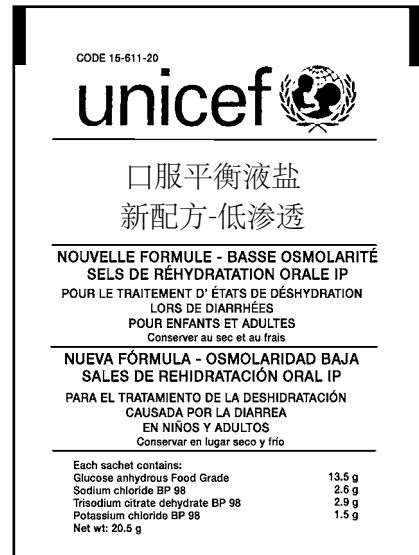 CODE 15-611-20
unicef
口服平衡液盐
新配方-低渗透
NOUVELLE FORMULE - BASSE OSMOLARITÉ
SELS DE RÉHYDRATATION ORALE IP
POUR LE TRAITEMENT D' ÉTATS DE DÉSHYDRATION
LORS DE DIARRHÉES
POUR ENFANTS ET ADULTES
Conserver au sec et au frais
NUEVA FÓRMULA - OSMOLARIDAD BAJA
SALES DE REHIDRATACIÓN ORAL IP
PARA EL TRATAMIENTO DE LA DESHIDRATACIÓN
CAUSADA POR LA DIARREA
EN NIÑOS Y ADULTOS
Conservar en lugar seco y frío
Each sachet contains:
Glucose anhydrous Food Grade 13.5 g
Sodium chloride BP 98 2.6 g
Trisodium citrate dehydrate BP 98 2.9 g
Potassium chloride BP 98 1.5 g
Net wt: 20.5 g